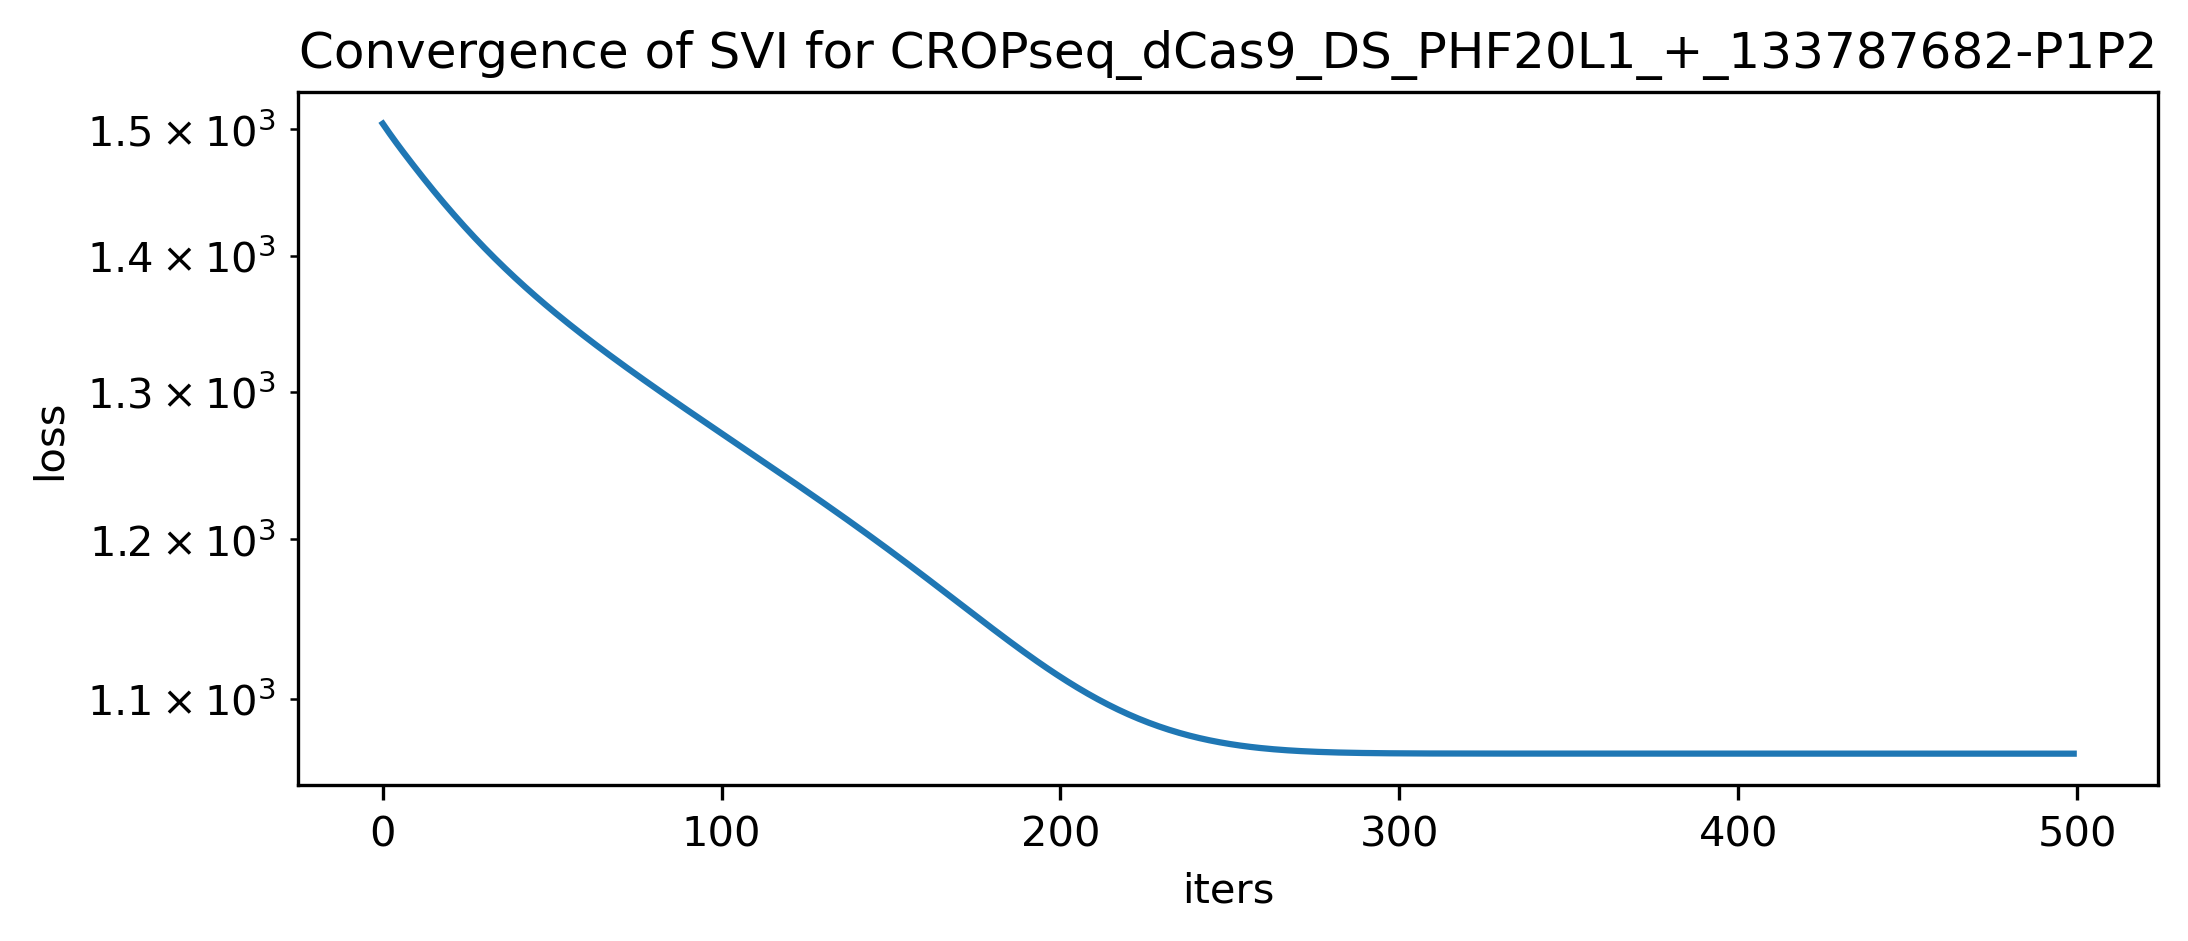 Convergence of SVI for CROPseq_dCas9_DS_PHF20L1_+_133787682-P1P2
1.5 × 10³
1.4 × 10³
1.3 × 10³
1.2 × 10³
1.1 × 10³
loss
0 100 200 300 400 500
iters